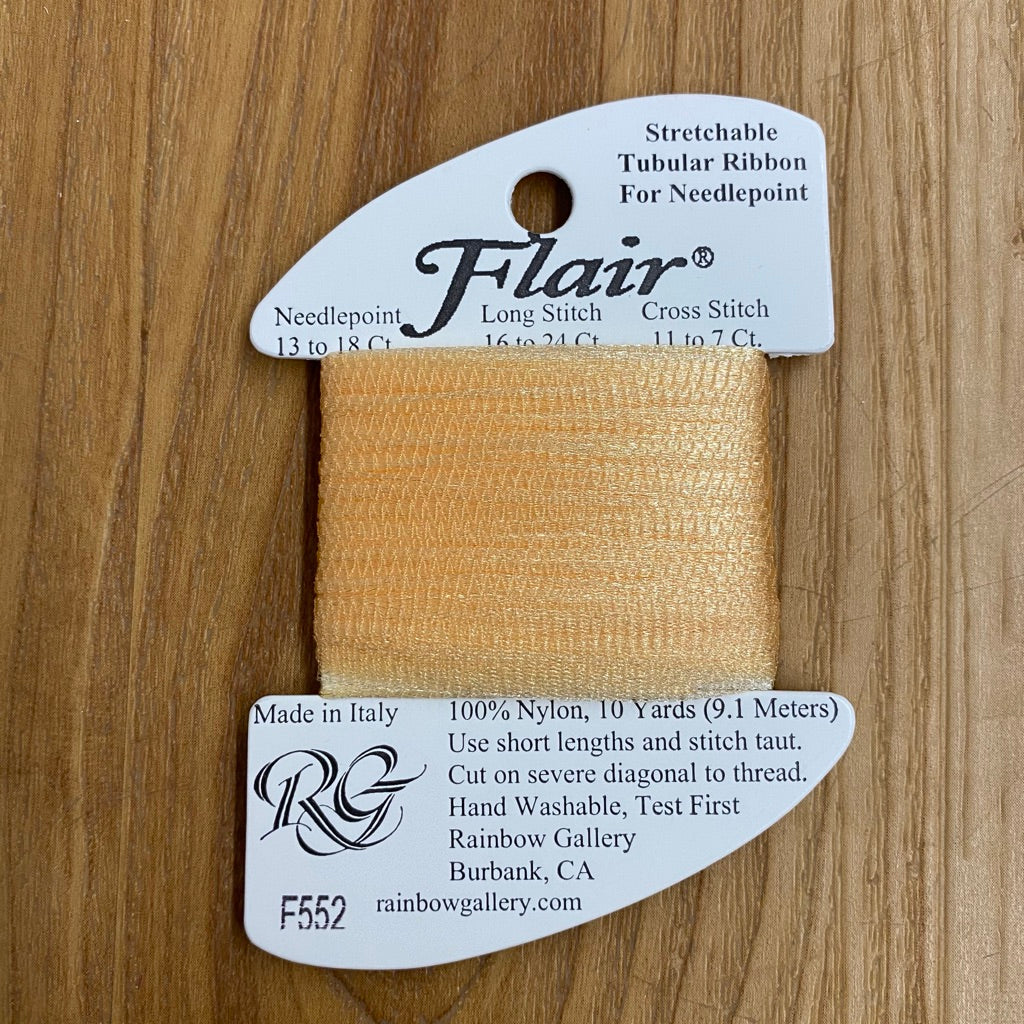 Stretchable
Tubular Ribbon
For Needlepoint
Flair®
Needlepoint Long Stitch Cross Stitch
13 to 18 Ct. 16 to 24 Ct. 11 to 7 Ct.
Made in Italy
100% Nylon, 10 Yards (9.1 Meters)
Use short lengths and stitch taut.
Cut on severe diagonal to thread.
Hand Washable, Test First
Rainbow Gallery
Burbank, CA
RG
F552
rainbowgallery.com